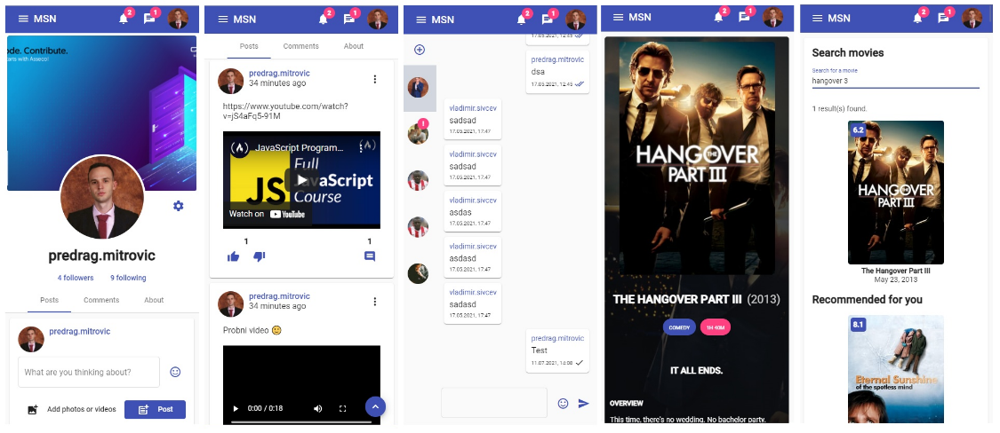 MSN
2
1
ode. Contribute.
tarts with Asseco!
predrag.mitrovic
4 followers
9 following
Posts
Comments
About
predrag.mitrovic
What are you thinking about?
Add photos or videos
Post
MSN
2
1
Posts
Comments
About
predrag.mitrovic
34 minutes ago
https://www.youtube.com/watch?
v=jS4aFq5-91M
JavaScript Program...
Full
JS
JavaScript
Course
Watch on YouTube
1
1
predrag.mitrovic
34 minutes ago
Probni video 🙂
0:00 / 0:18
MSN
2
1
17.05.2021, 12:45
predrag.mitrovic
dsa
17.05.2021, 12:45
1
vladimir.sivcev
sadsad
17.05.2021, 17:47
vladimir.sivcev
sadsad
17.05.2021, 17:47
vladimir.sivcev
asdas
17.05.2021, 17:47
vladimir.sivcev
asdasd
17.05.2021, 17:47
vladimir.sivcev
sadasd
17.05.2021, 17:47
predrag.mitrovic
Test
11.07.2021, 14:08
MSN
2
1
THE
HANGOVER
PART III
THE HANGOVER PART III (2013)
COMEDY
1H 40M
IT ALL ENDS.
OVERVIEW
This time, there's no wedding. No bachelor party.
MSN
2
1
Search movies
Search for a movie
hangover 3
1 result(s) found.
6.2
THE
HANGOVER
PART III
The Hangover Part III
May 23, 2013
Recommended for you
8.1
Eternal Sunshine
of the spotless mind